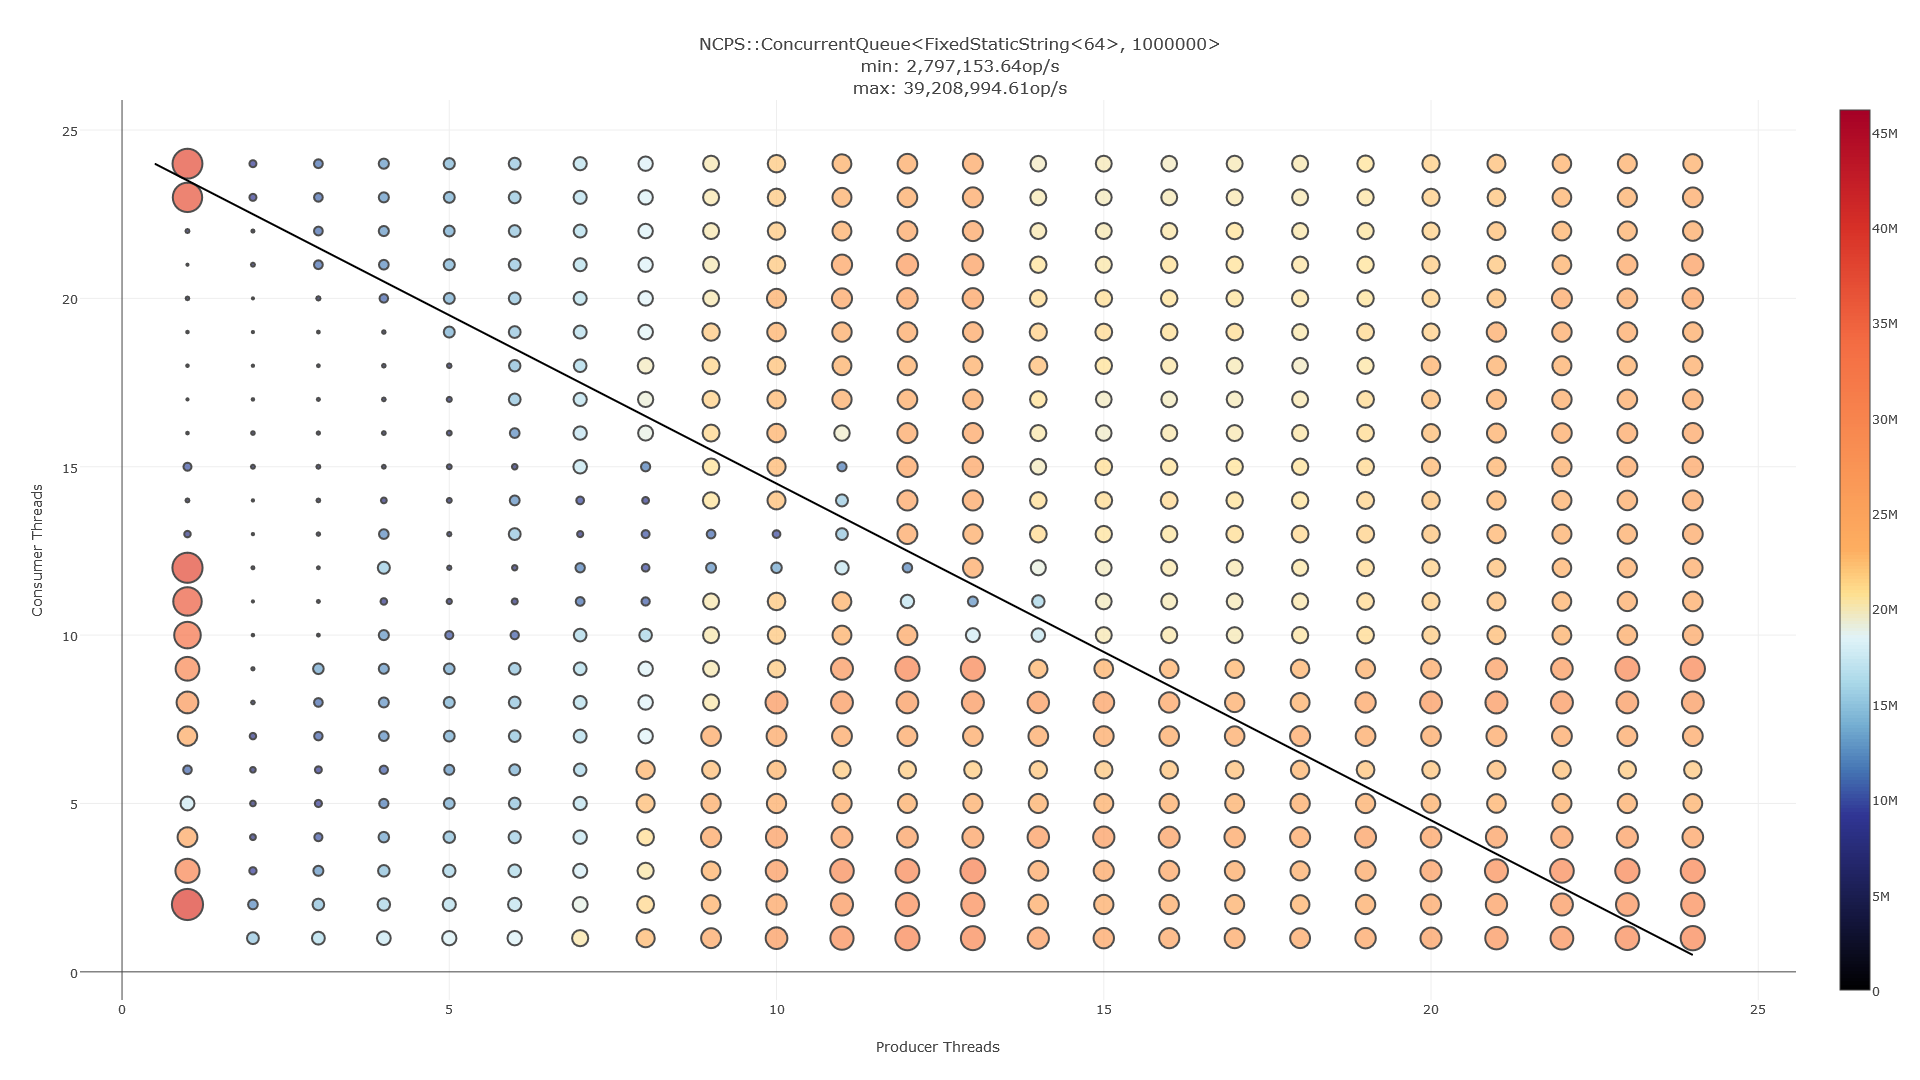 NCPS::ConcurrentQueue<FixedStaticString<64>, 1000000>
min: 2,797,153.64op/s
max: 39,208,994.61op/s
25
20
15
10
5
0
Consumer Threads
0
5
10
15
20
25
Producer Threads
45M
40M
35M
30M
25M
20M
15M
10M
5M
0